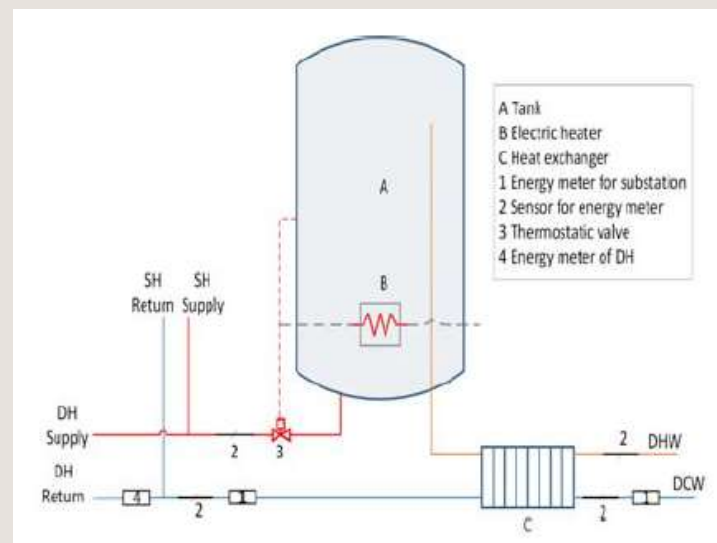 A Tank
B Electric heater
C Heat exchanger
1 Energy meter for substation
2 Sensor for energy meter
3 Thermostatic valve
4 Energy meter of DH
A
B
SH
Return
SH
Supply
DH
Supply
2
3
2
DHW
DH
Return
4
2
1
C
2
1
DCW